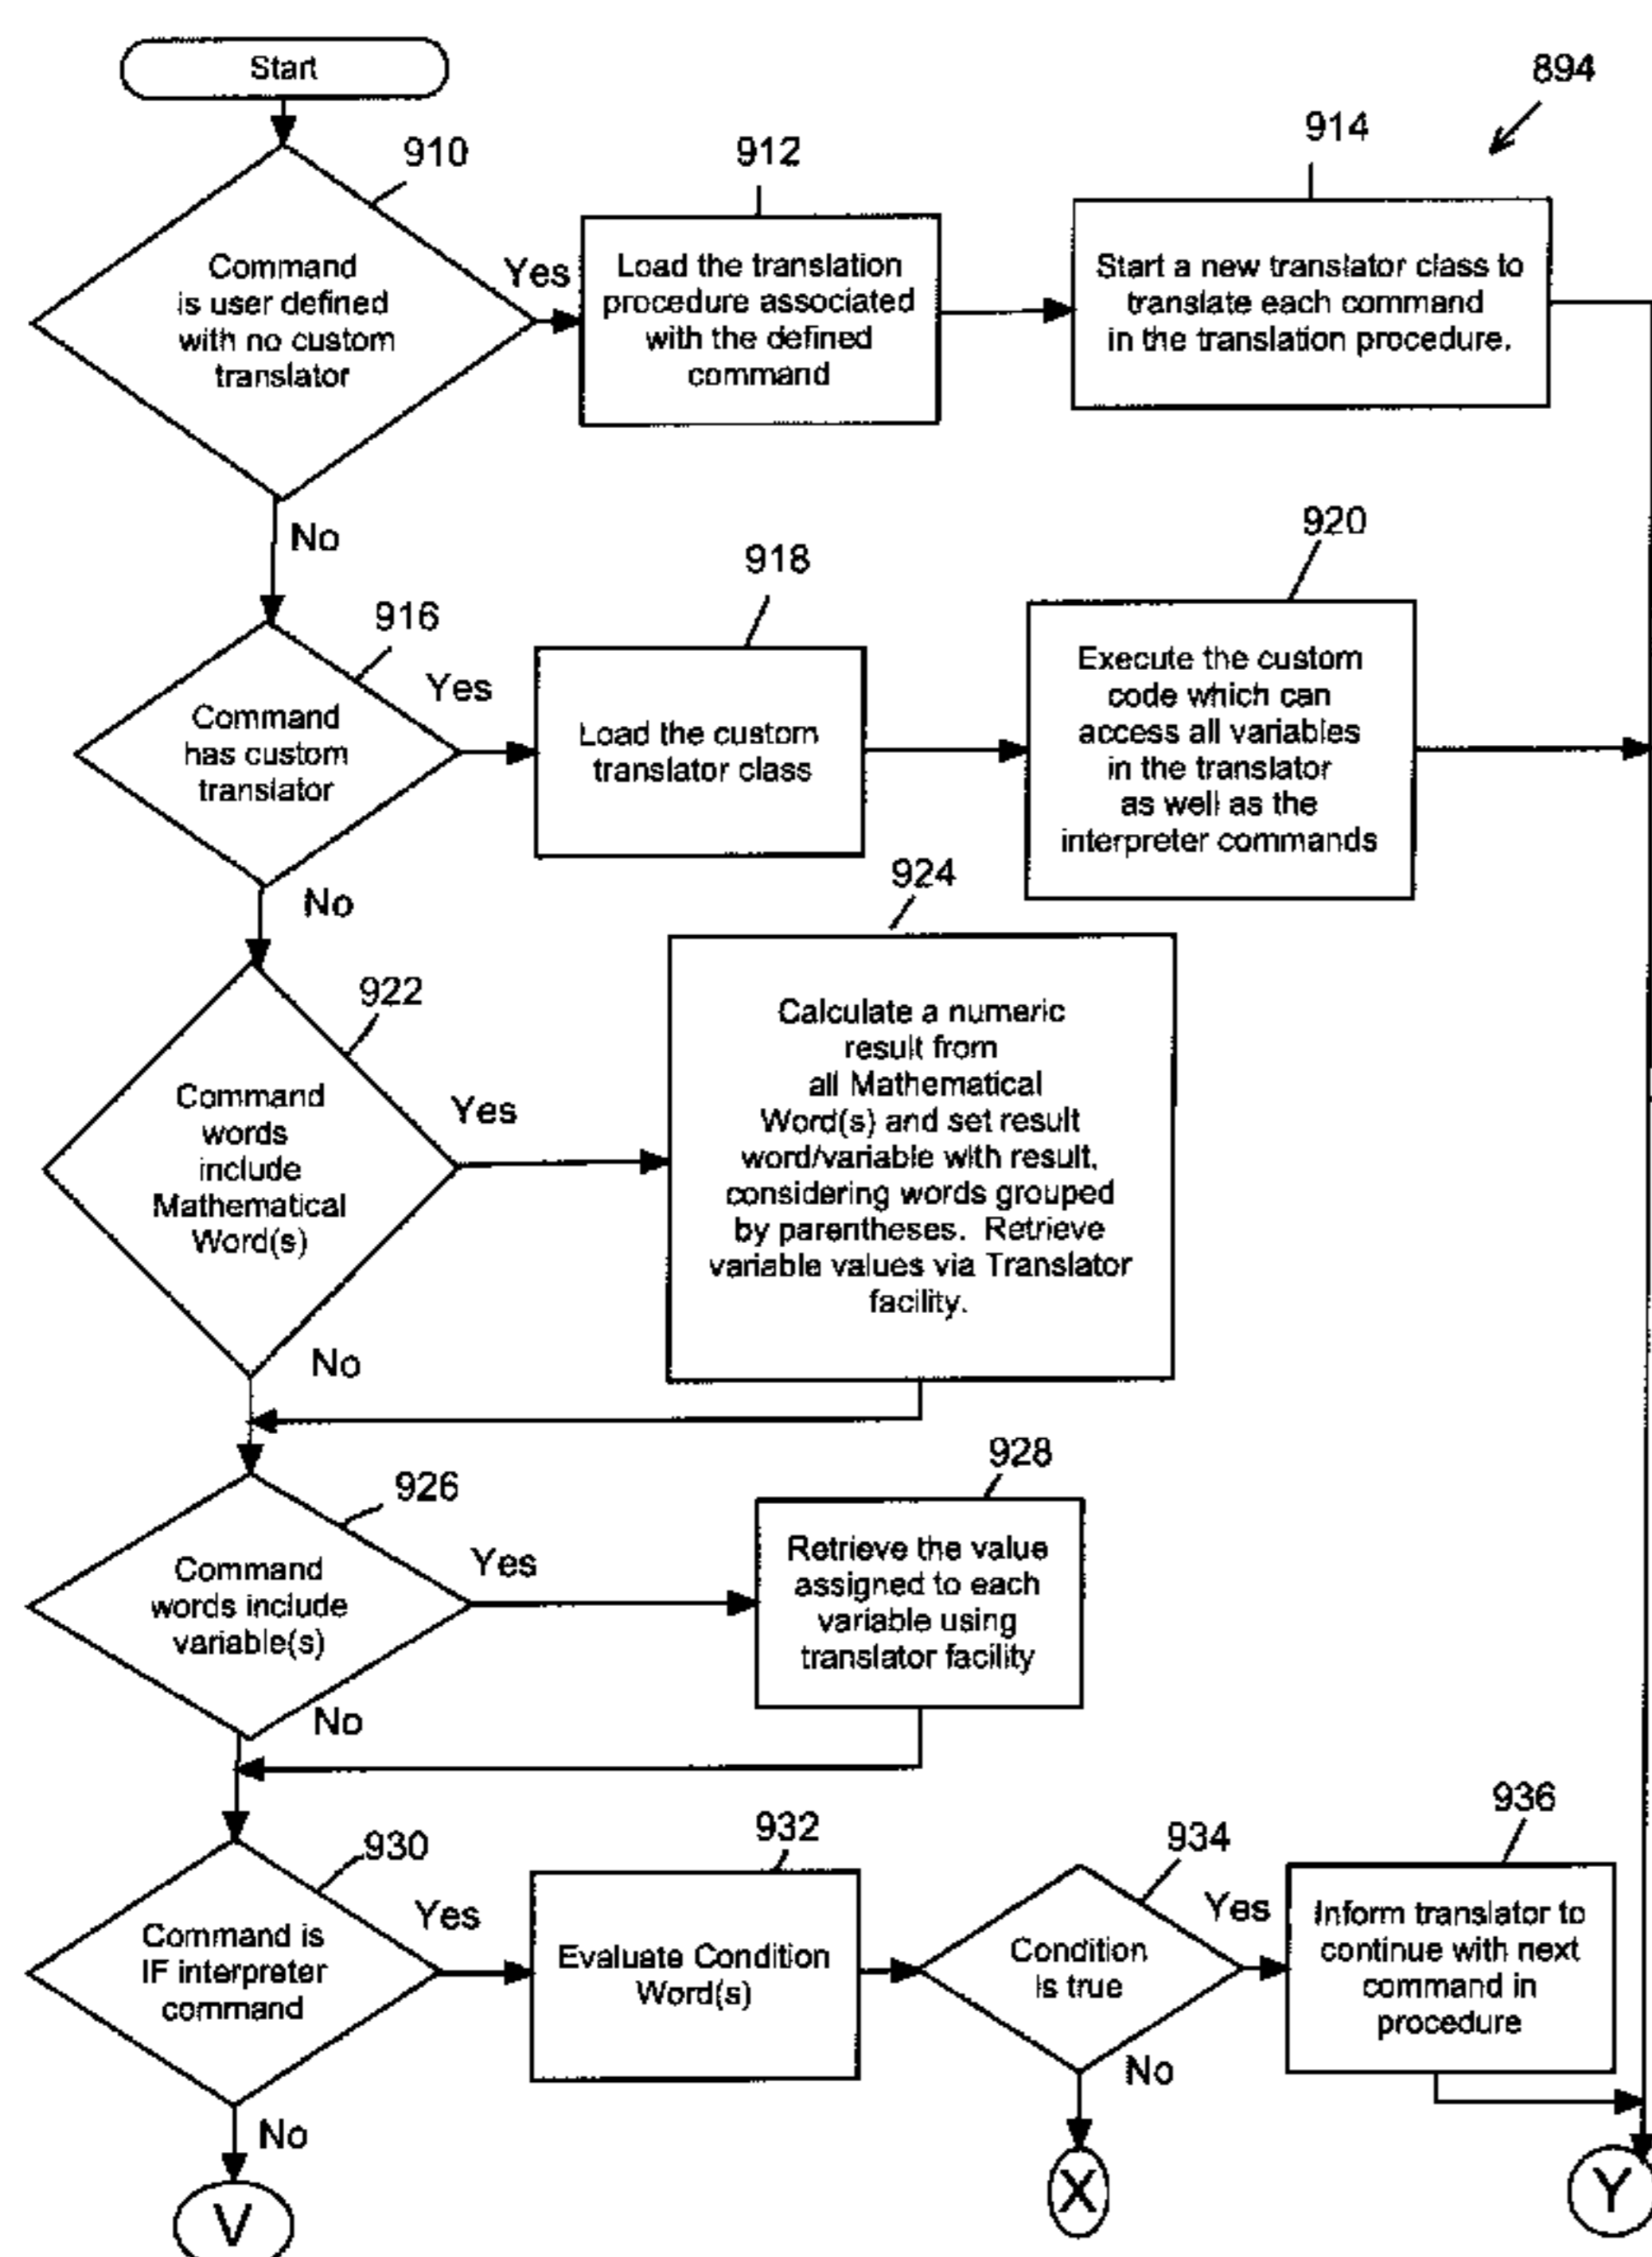 Start
894
910
912
914
Command
is user defined
with no custom
translator
Yes
Load the translation
procedure associated
with the defined
command
Start a new translator class to
translate each command
in the translation procedure.
No
916
918
920
Command
has custom
translator
Yes
Load the custom
translator class
Execute the custom
code which can
access all variables
in the translator
as well as the
interpreter commands
No
922
924
Command
words
include
Mathematical
Word(s)
Yes
Calculate a numeric
result from
all Mathematical
Word(s) and set result
word/variable with result,
considering words grouped
by parentheses. Retrieve
variable values via Translator
facility.
No
926
928
Command
words include
variable(s)
Yes
Retrieve the value
assigned to each
variable using
translator facility
No
930
932
934
936
Command is
IF interpreter
command
Yes
Evaluate Condition
Word(s)
Condition
is true
Yes
Inform translator to
continue with next
command in
procedure
No
No
V
X
Y